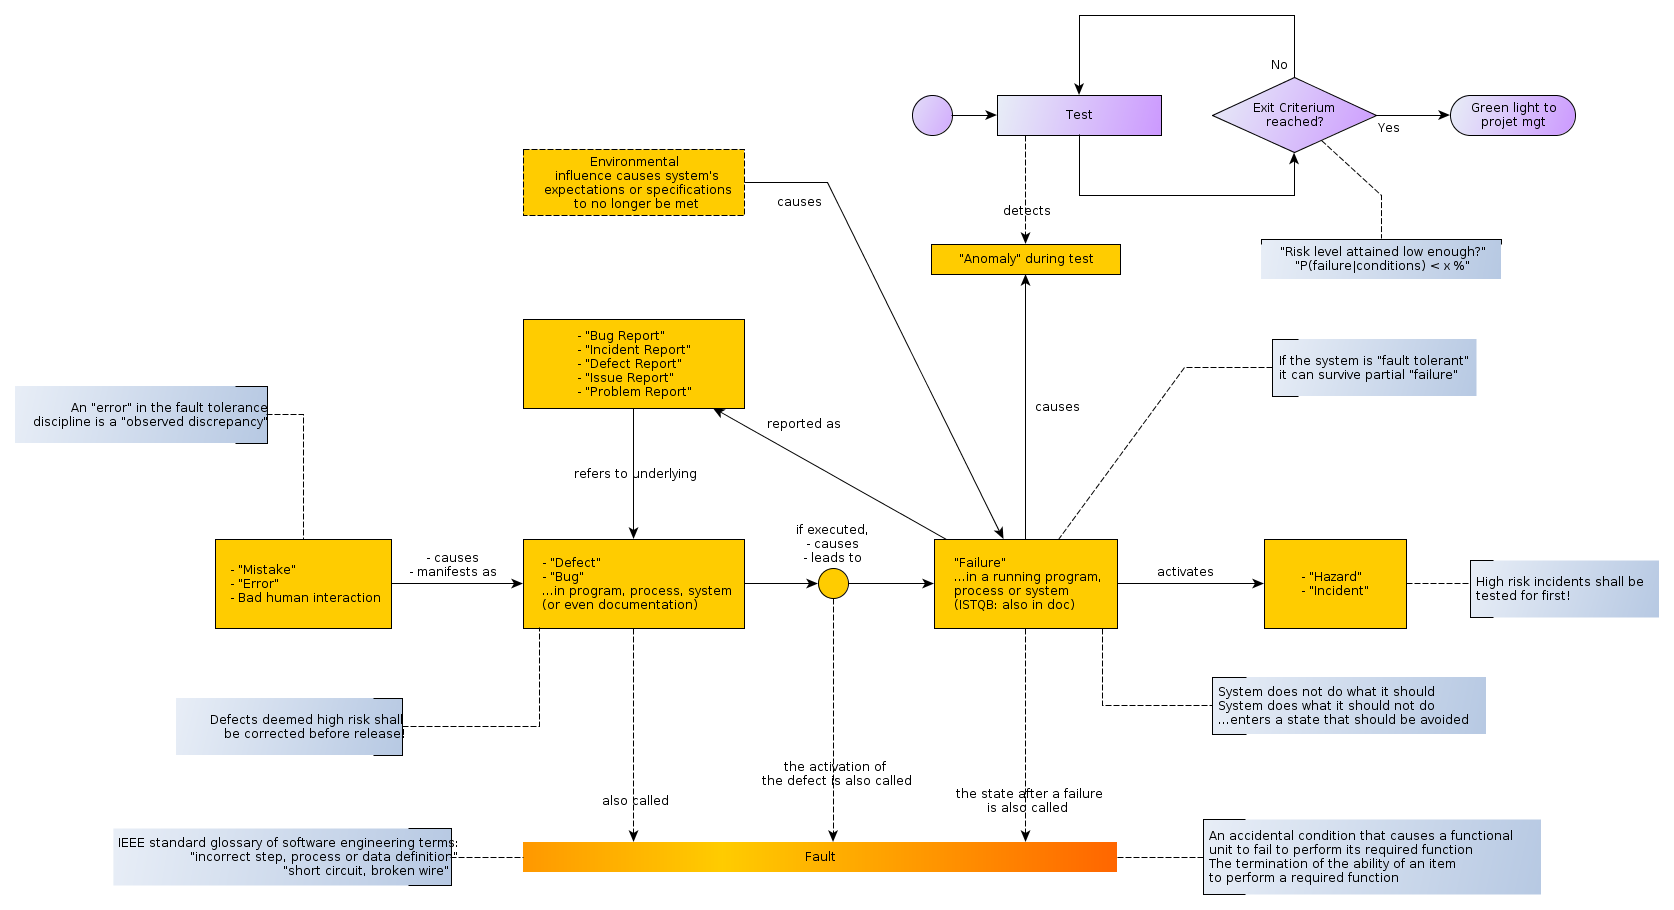 No
Test
Exit Criterium
reached?
Yes
Green light to
projet mgt
Environmental
influence causes system's
expectations or specifications
to no longer be met
causes
detects
"Anomaly" during test
"Risk level attained low enough?"
"P(failure|conditions) < x %"
- "Bug Report"
- "Incident Report"
- "Defect Report"
- "Issue Report"
- "Problem Report"
If the system is "fault tolerant"
it can survive partial "failure"
An "error" in the fault tolerance
discipline is a "observed discrepancy"
reported as
causes
refers to underlying
- "Mistake"
- "Error"
- Bad human interaction
- causes
- manifests as
- "Defect"
- "Bug"
...in program, process, system
(or even documentation)
if executed,
- causes
- leads to
"Failure"
...in a running program,
process or system
(ISTQB: also in doc)
activates
- "Hazard"
- "Incident"
High risk incidents shall be
tested for first!
Defects deemed high risk shall
be corrected before release!
System does not do what it should
System does what it should not do
...enters a state that should be avoided
also called
the activation of
the defect is also called
the state after a failure
is also called
IEEE standard glossary of software engineering terms:
"incorrect step, process or data definition"
"short circuit, broken wire"
Fault
An accidental condition that causes a functional
unit to fail to perform its required function
The termination of the ability of an item
to perform a required function